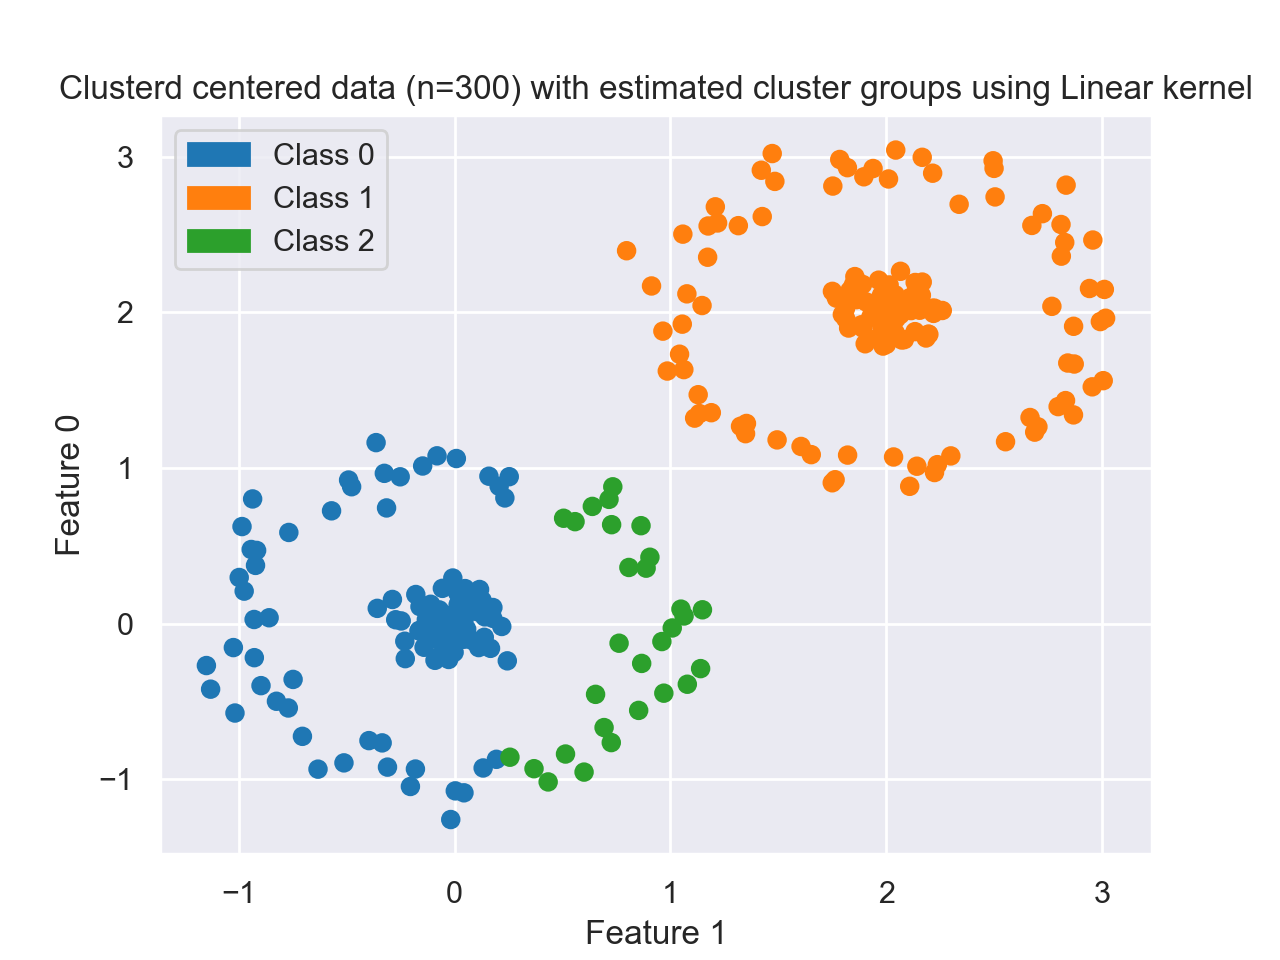 Clusterd centered data (n=300) with estimated cluster groups using Linear kernel
Class 0
Class 1
Class 2
3
2
1
0
−1
Feature 0
−1
0
1
2
3
Feature 1